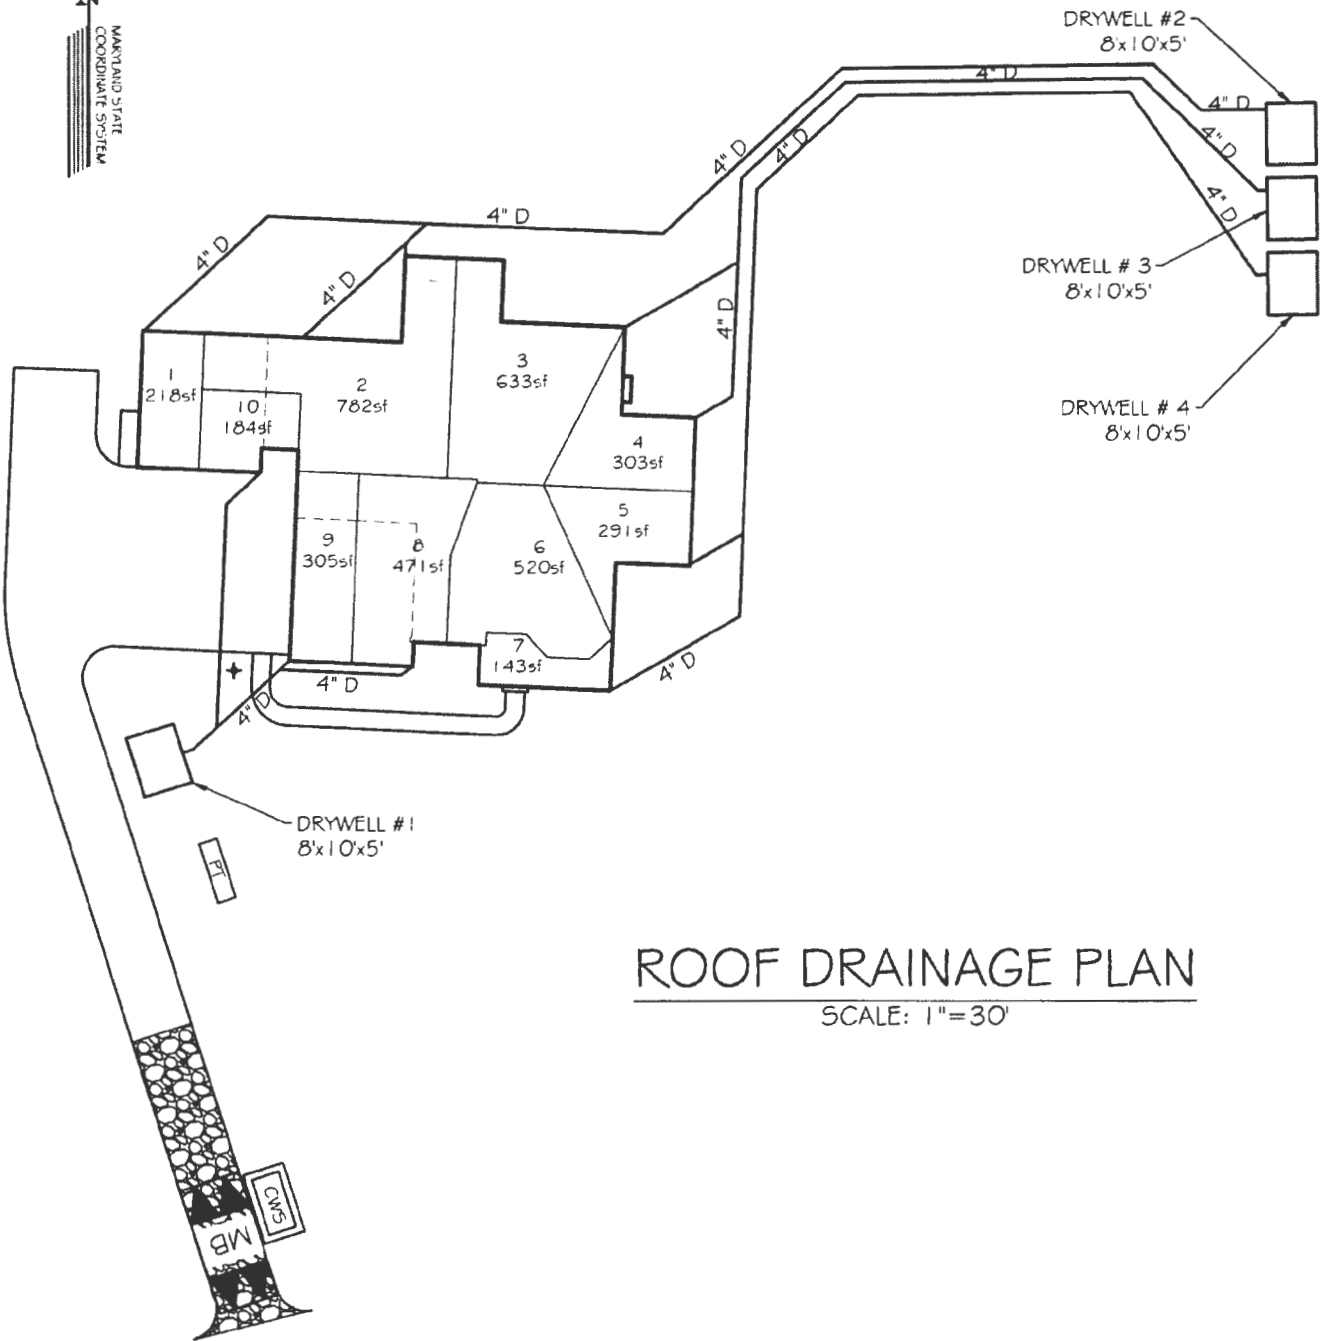 N
MARYLAND STATE
COORDINATE SYSTEM
DRYWELL #2
8'x10'x5'
4" D
4" D
4" D
4" D
4" D
4" D
4" D
4" D
4" D
4" D
DRYWELL # 3
8'x10'x5'
4" D
DRYWELL # 4
8'x10'x5'
1
218sf
10
184sf
2
782sf
3
633sf
4
303sf
5
291sf
9
305sf
8
471sf
6
520sf
7
143sf
4" D
4" D
4" D
DRYWELL #1
8'x10'x5'
PT
ROOF DRAINAGE PLAN
SCALE: 1"=30'
CWS
MB